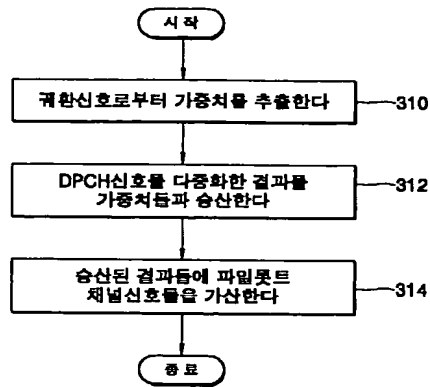 시작
궤환신호로부터 가중치를 추출한다
310
DPCH신호를 다중화한 결과를
가중치들과 승산한다
312
승산된 결과들에 파일롯트
채널신호들을 가산한다
314
종료